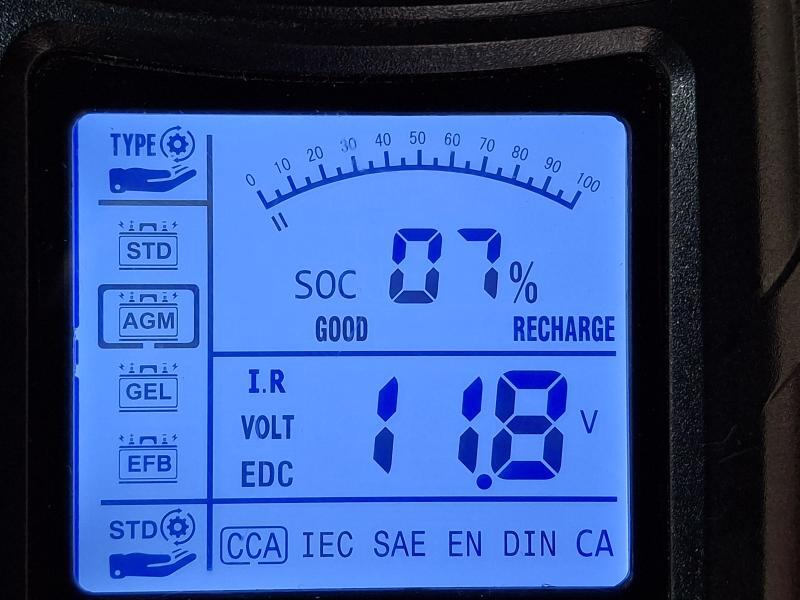 TYPE
0 10 20 30 40 50 60 70 80 90 100
STD
SOC 07%
AGM
GOOD RECHARGE
GEL
I.R
VOLT 11.8 V
EFB
EDC
STD
CCA IEC SAE EN DIN CA